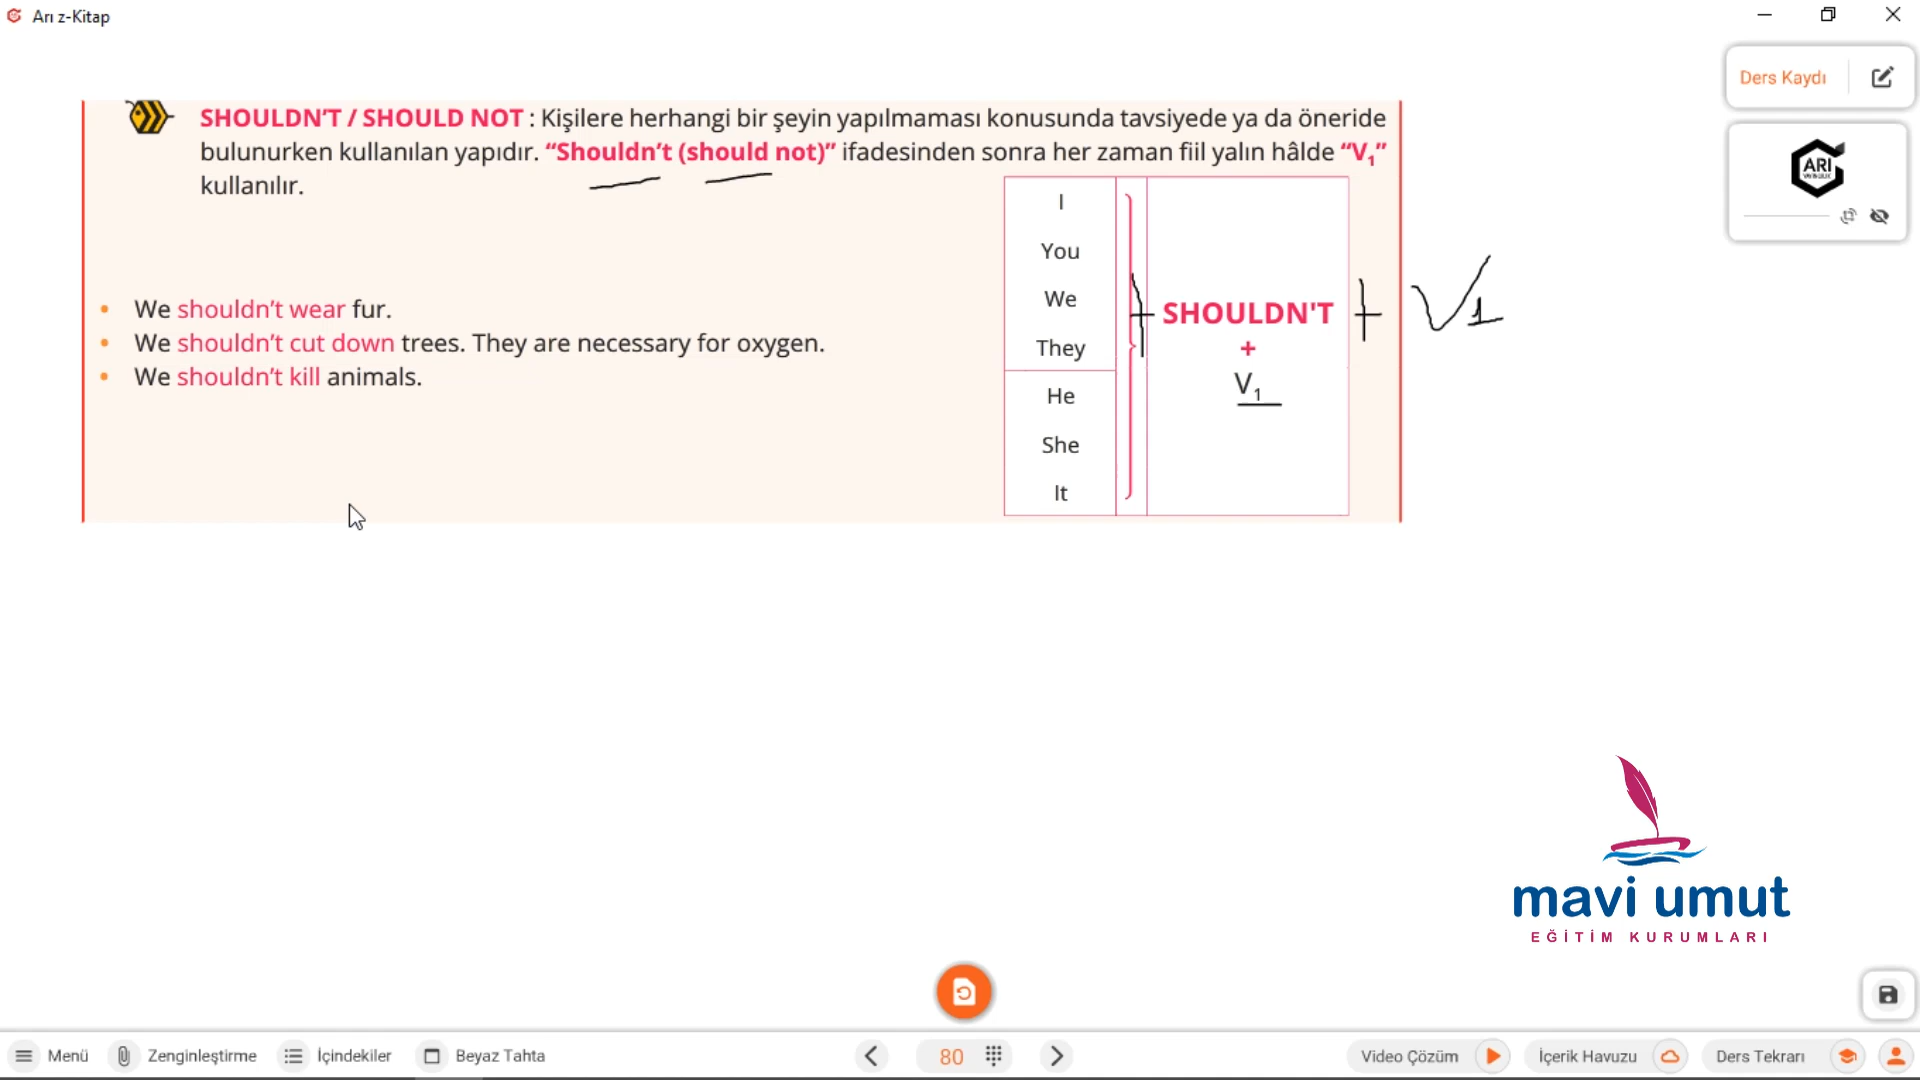 Arı z-Kitap
Ders Kaydı
ARI
SHOULDN'T / SHOULD NOT : Kişilere herhangi bir şeyin yapılmaması konusunda tavsiyede ya da öneride
bulunurken kullanılan yapıdır. “Shouldn't (should not)” ifadesinden sonra her zaman fiil yalın hâlde “V₁”
kullanılır.
• We shouldn't wear fur.
• We shouldn't cut down trees. They are necessary for oxygen.
• We shouldn't kill animals.
I
You
We
They
He
She
It
+ SHOULDN'T + V1
+
V₁
mavi umut
EĞİTİM KURUMLARI
Menü
Zenginleştirme
İçindekiler
Beyaz Tahta
80
Video Çözüm
İçerik Havuzu
Ders Tekrarı